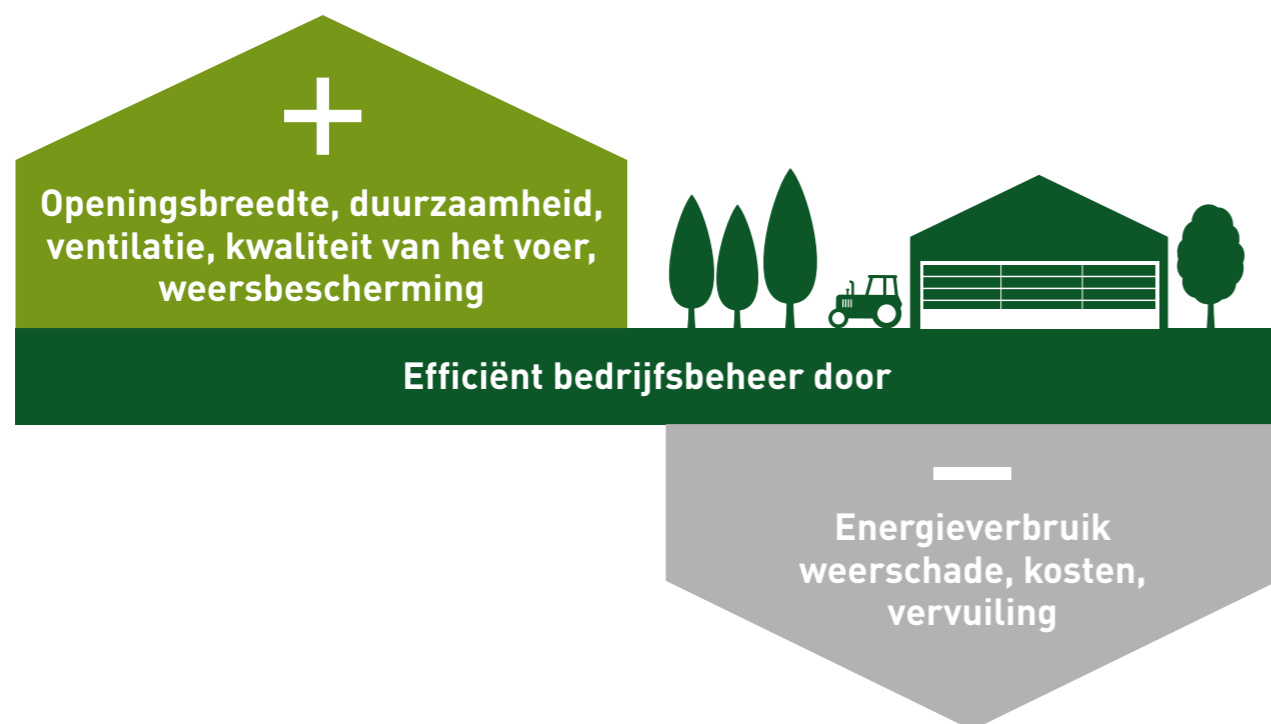 +
Openingsbreedte, duurzaamheid,
ventilatie, kwaliteit van het voer,
weersbescherming
Efficiënt bedrijfsbeheer door
–
Energieverbruik
weerschade, kosten,
vervuiling